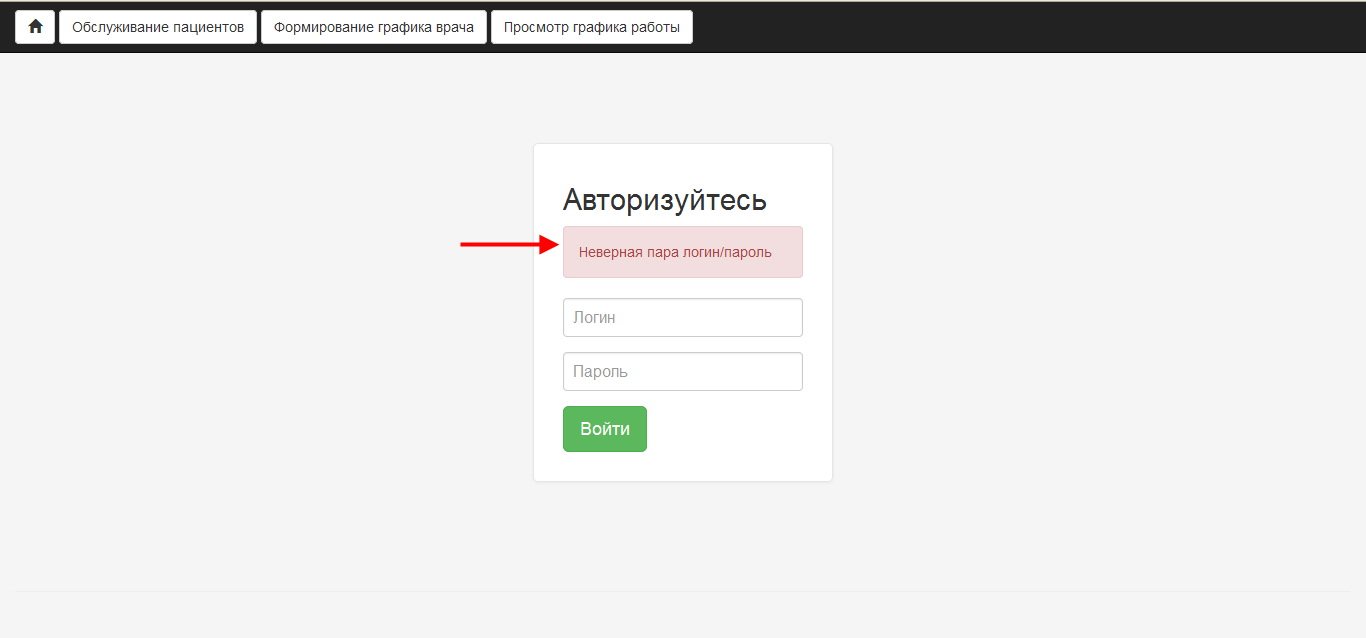 Обслуживание пациентов Формирование графика врача Просмотр графика работы
Авторизуйтесь
Неверная пара логин/пароль
Логин
Пароль
Войти